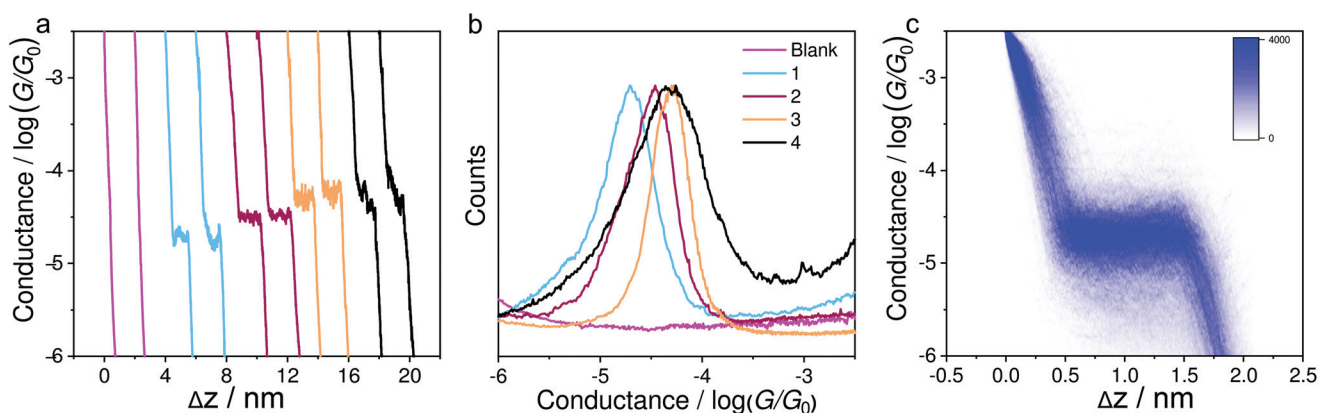 a
Conductance / log(G/G₀)
-3
-4
-5
-6
0 4 8 12 16 20
Δz / nm
b
Counts
Blank
1
2
3
4
-6 -5 -4 -3
Conductance / log(G/G₀)
c
Conductance / log(G/G₀)
-3
-4
-5
-6
4000
0
-0.5 0.0 0.5 1.0 1.5 2.0 2.5
Δz / nm